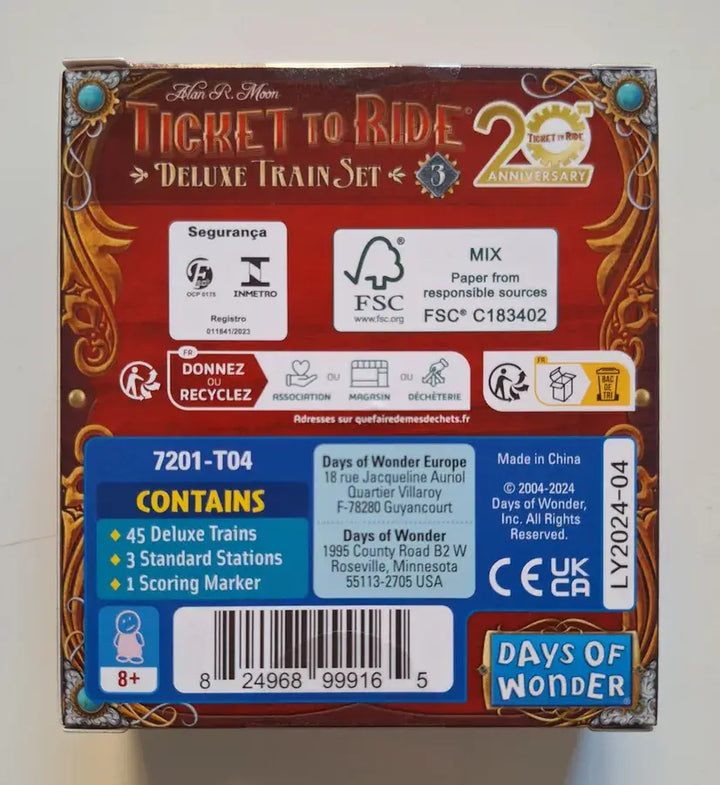 Alan R. Moon
TICKET TO RIDE®
DELUXE TRAIN SET
3
20™
TICKET TO RIDE
ANNIVERSARY
Segurança
OCP 0175
INMETRO
Registro
011841/2023
®
FSC
www.fsc.org
MIX
Paper from
responsible sources
FSC® C183402
FR
DONNEZ
OU
RECYCLEZ
ASSOCIATION
OU
MAGASIN
OU
DÉCHÈTERIE
Adresses sur quefairedemesdechets.fr
FR
BAC
DE
TRI
7201-T04
CONTAINS
45 Deluxe Trains
3 Standard Stations
1 Scoring Marker
Days of Wonder Europe
18 rue Jacqueline Auriol
Quartier Villaroy
F-78280 Guyancourt
Days of Wonder
1995 County Road B2 W
Roseville, Minnesota
55113-2705 USA
Made in China
© 2004-2024
Days of Wonder,
Inc. All Rights
Reserved.
CE
UK
CA
LY2024-04
8+
8 24968 99916 5
DAYS OF
WONDER®